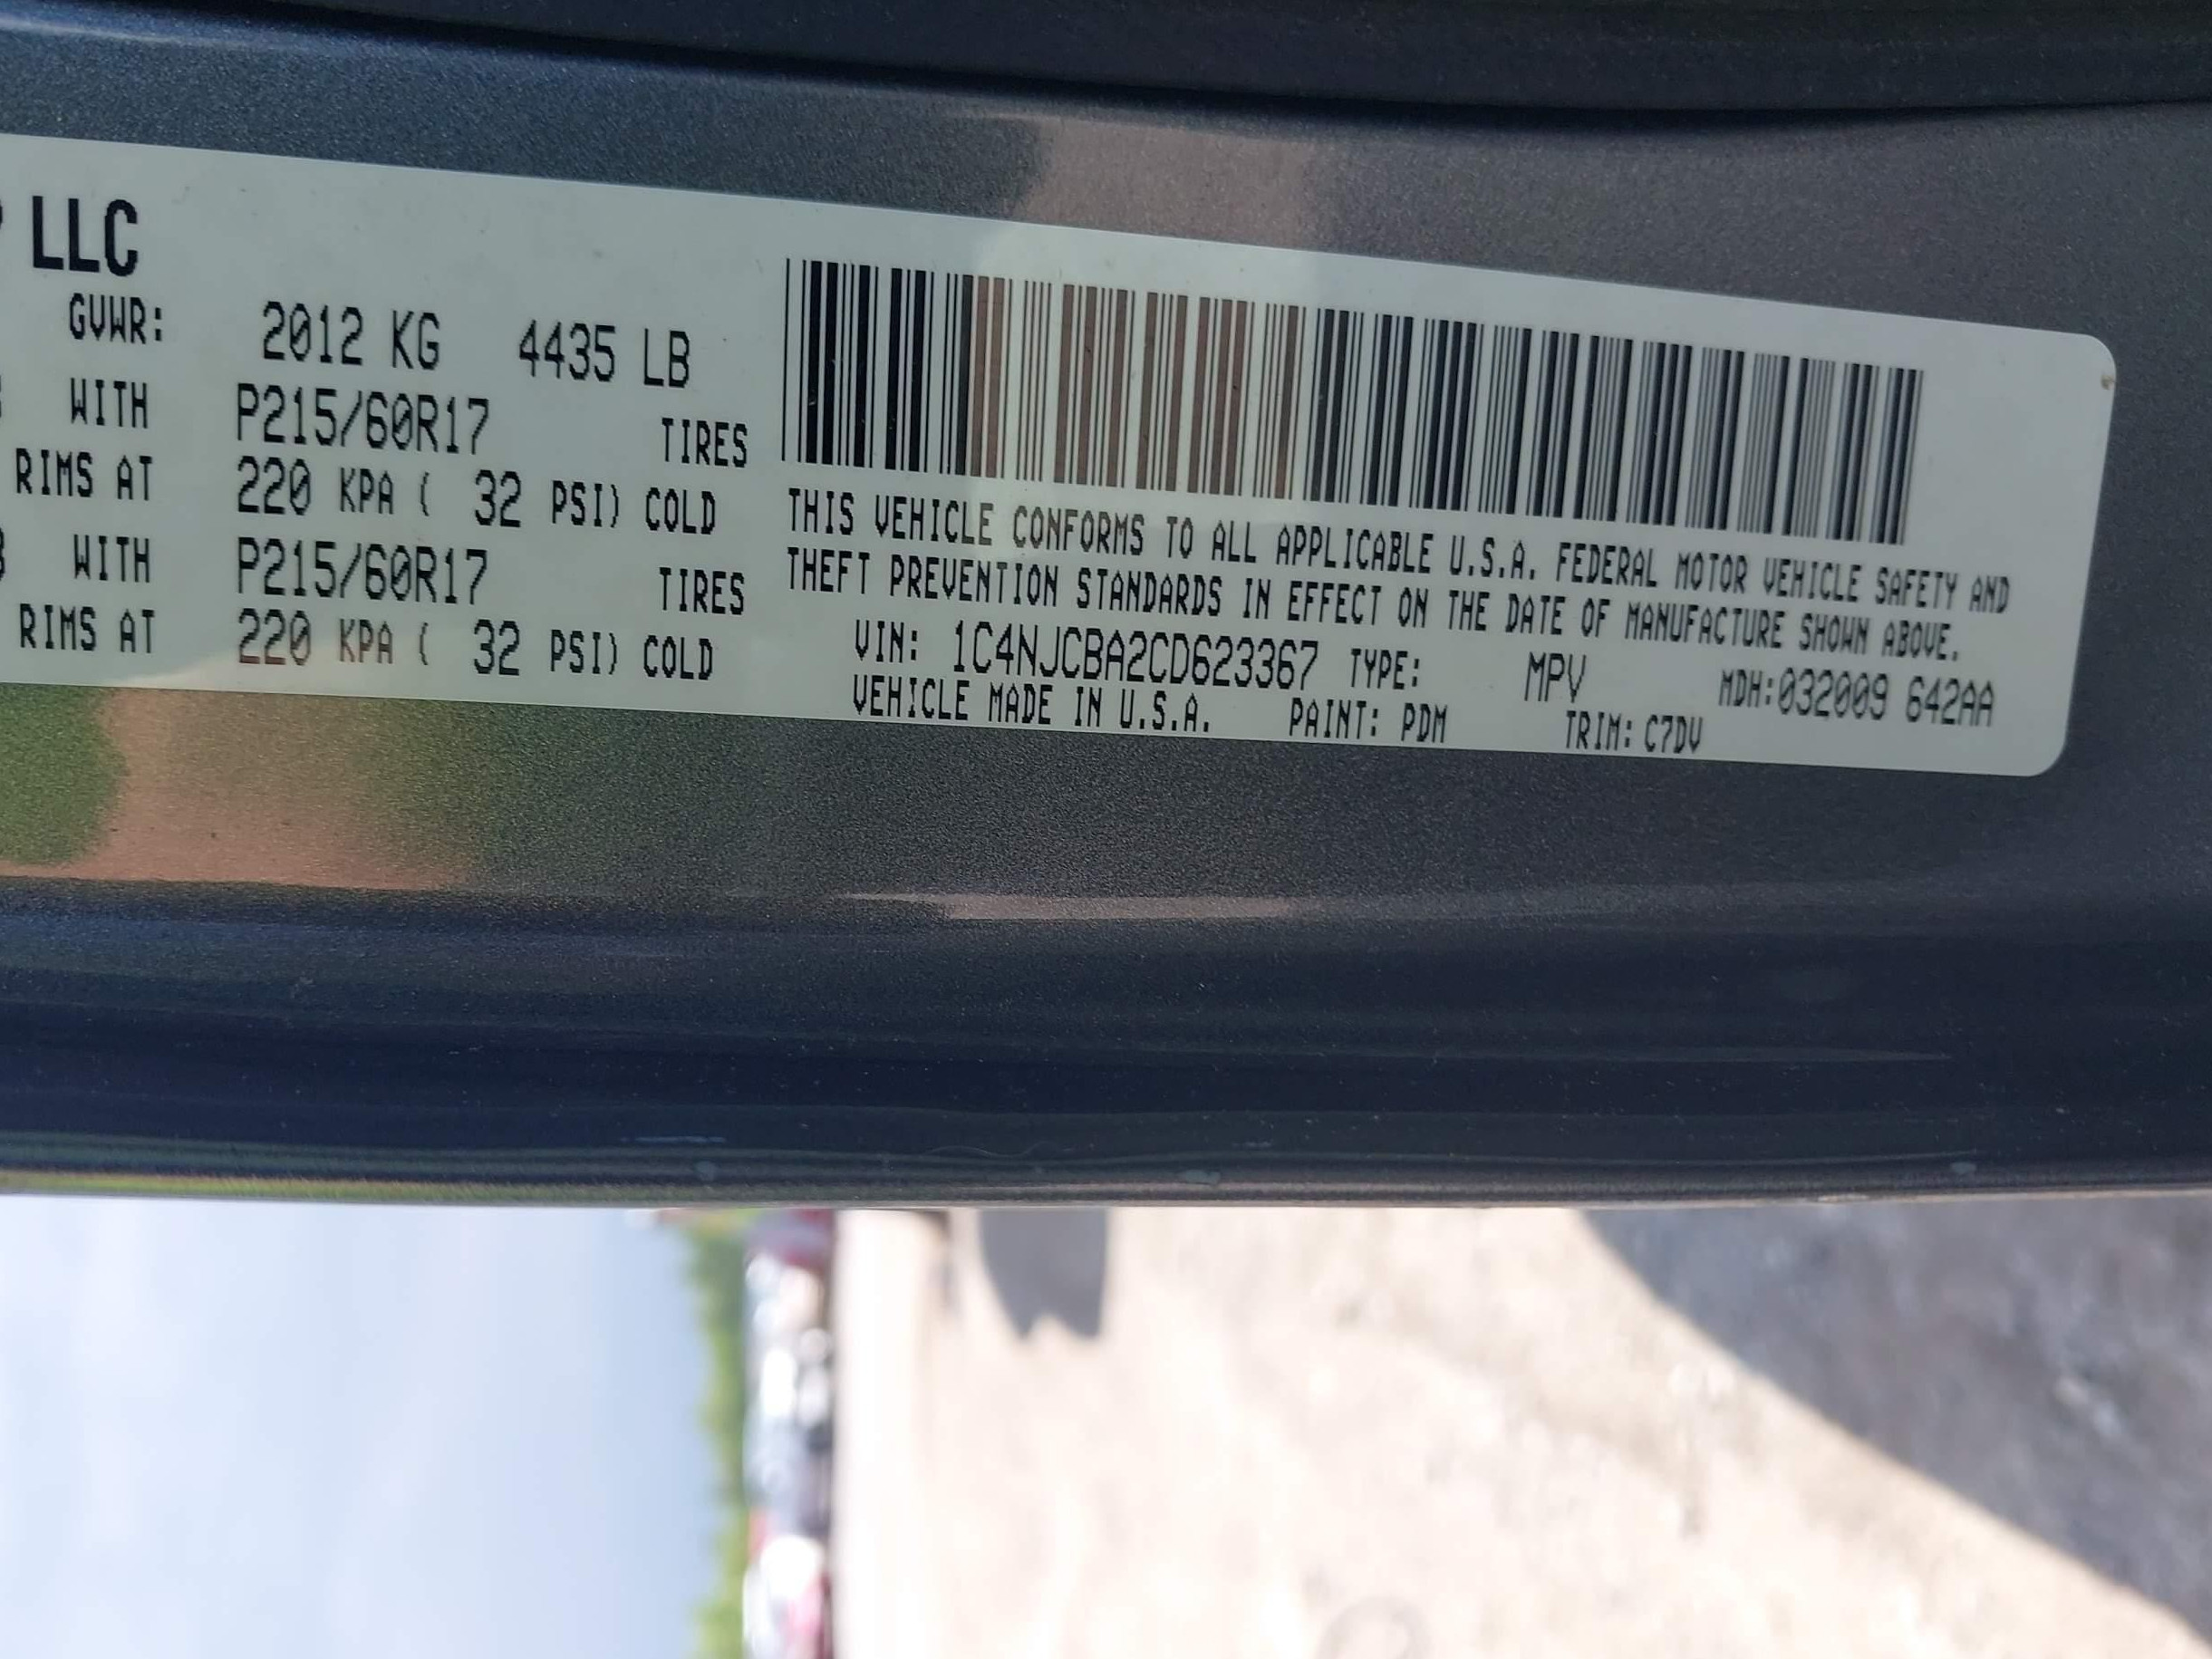 LLC
GVWR: 2012 KG 4435 LB
WITH P215/60R17 TIRES
RIMS AT 220 KPA ( 32 PSI) COLD
WITH P215/60R17 TIRES
RIMS AT 220 KPA ( 32 PSI) COLD
THIS VEHICLE CONFORMS TO ALL APPLICABLE U.S.A. FEDERAL MOTOR VEHICLE SAFETY AND
THEFT PREVENTION STANDARDS IN EFFECT ON THE DATE OF MANUFACTURE SHOWN ABOVE.
VIN: 1C4NJCBA2CD623367 TYPE: MPV MDH:032009 642AA
VEHICLE MADE IN U.S.A. PAINT: PDM TRIM: C7DV